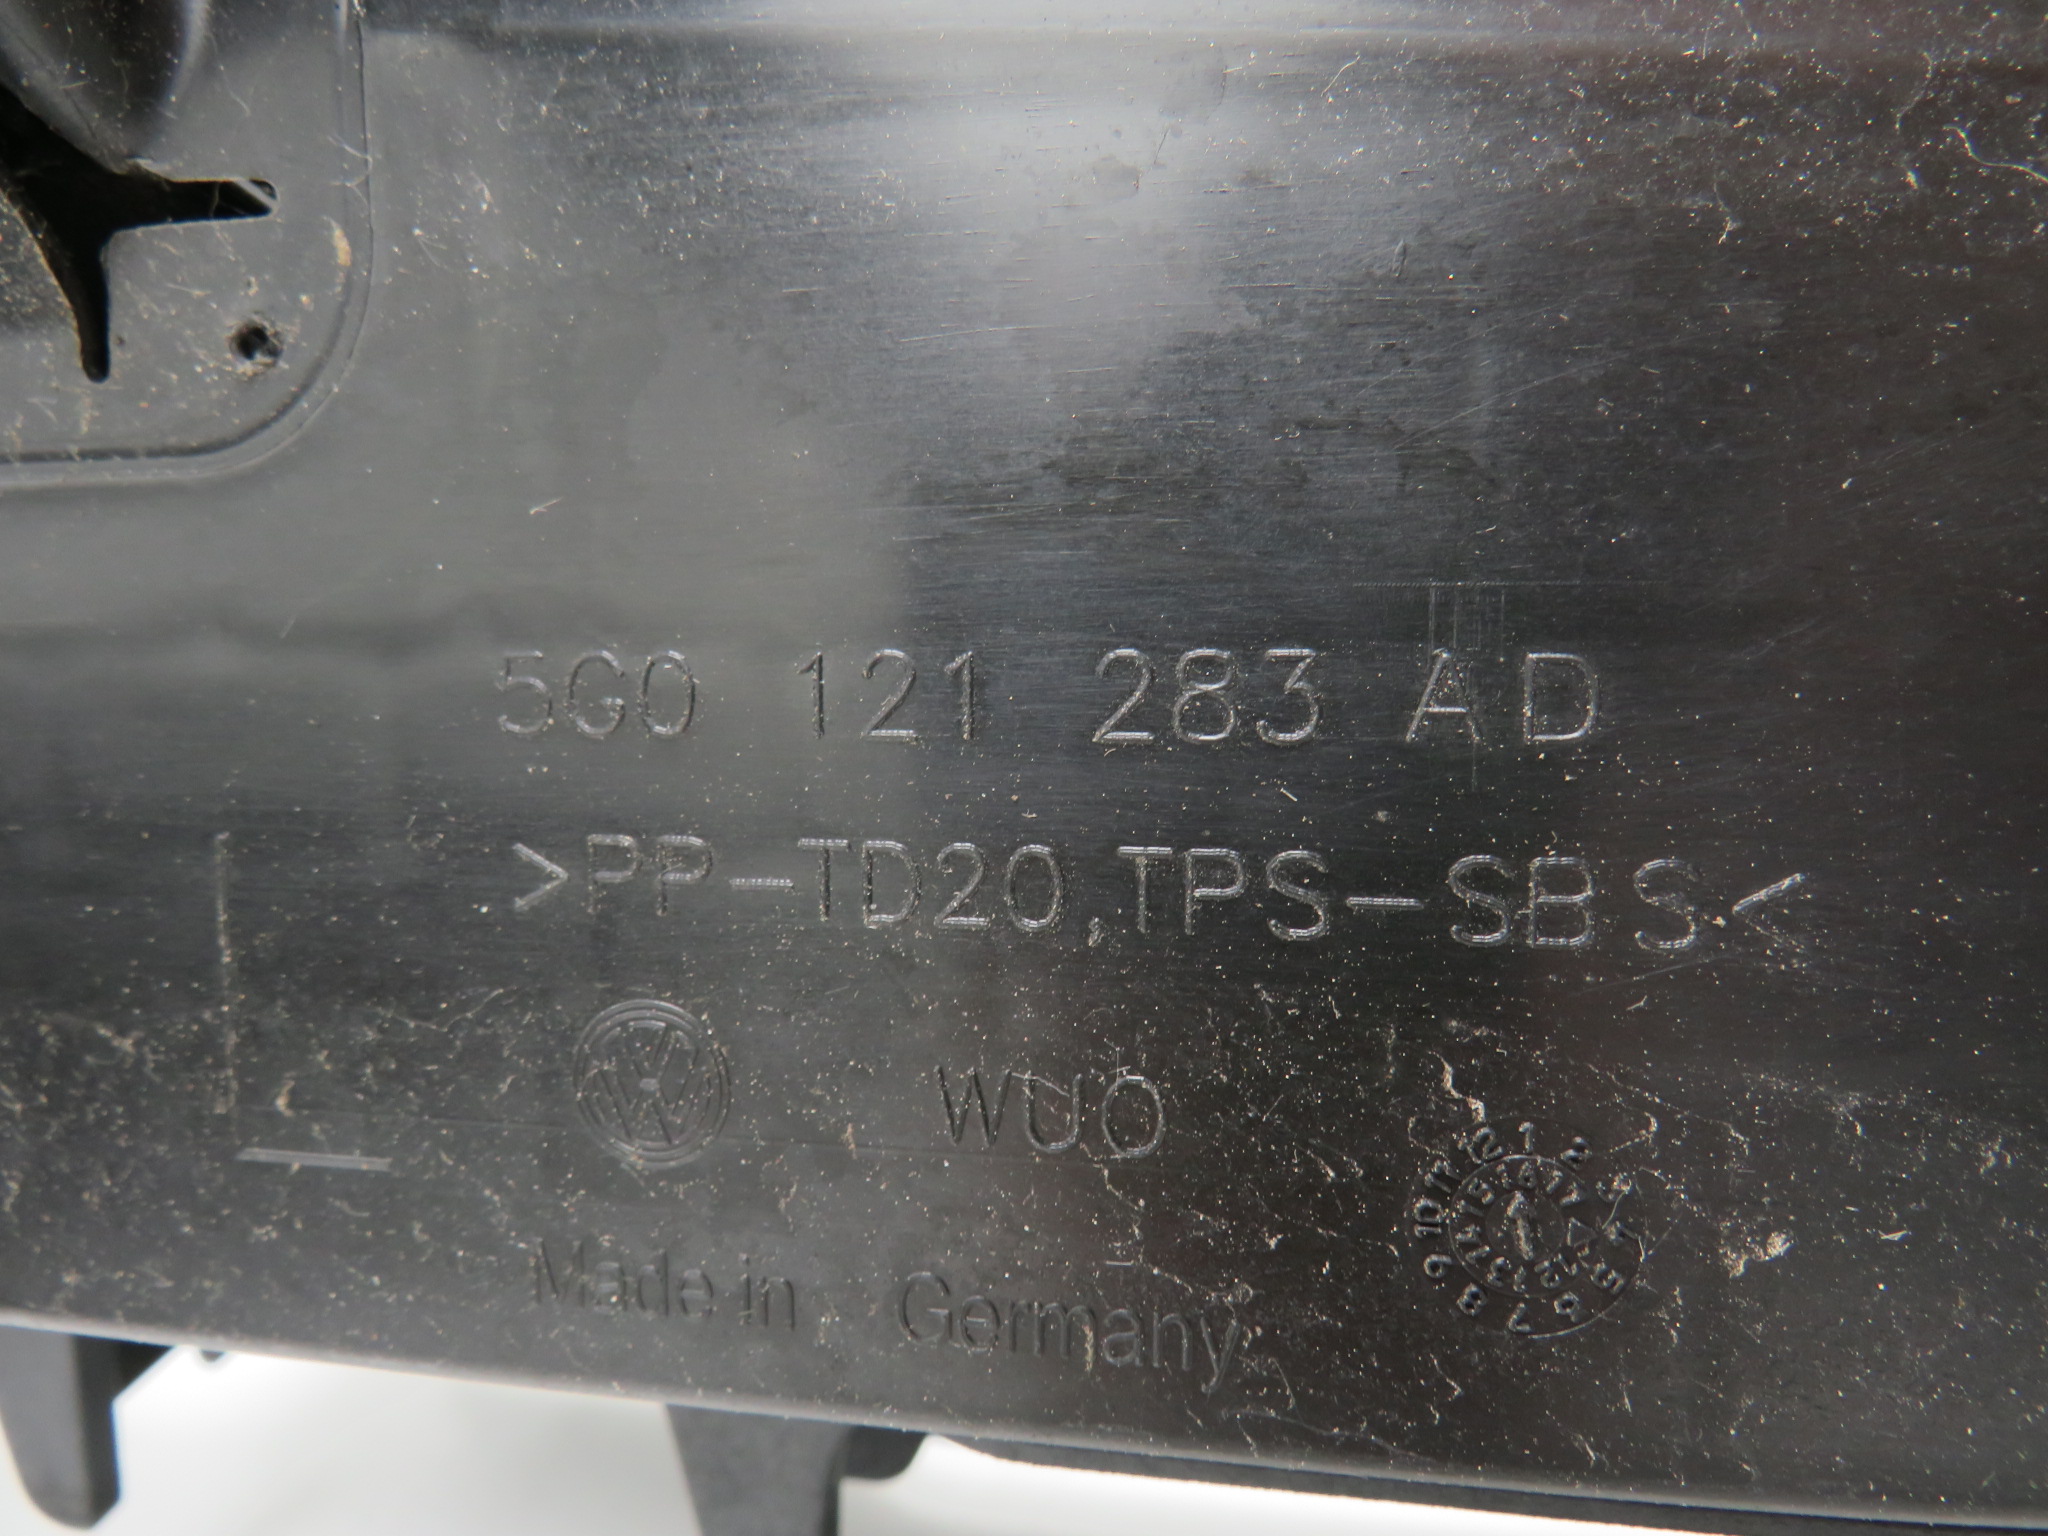 5G0 121 283 AD
>PP-TD20,TPS-SBS<
WUO
Made in Germany